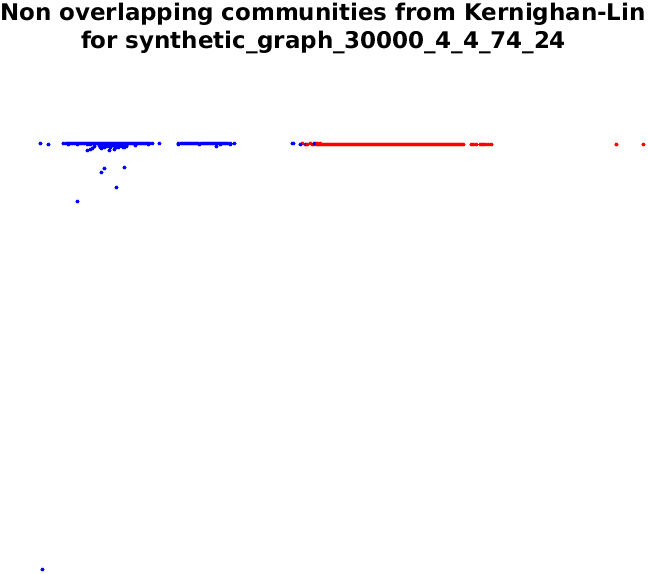 Non overlapping communities from Kernighan-Lin
for synthetic_graph_30000_4_4_74_24